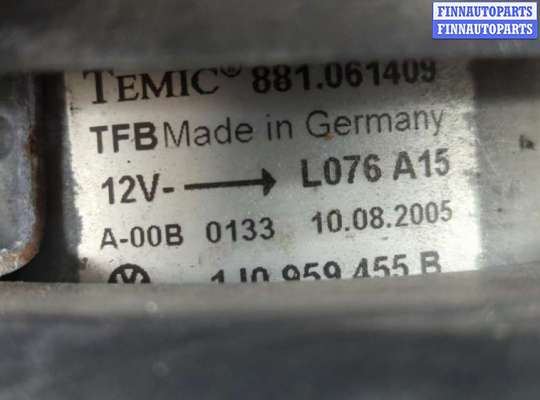 FINNAUTOPARTS
FINNAUTOPARTS
TEMIC® 881.061409
TFB Made in Germany
12V- → L076 A15
A-00B 0133 10.08.2005
1J0 959 455 B